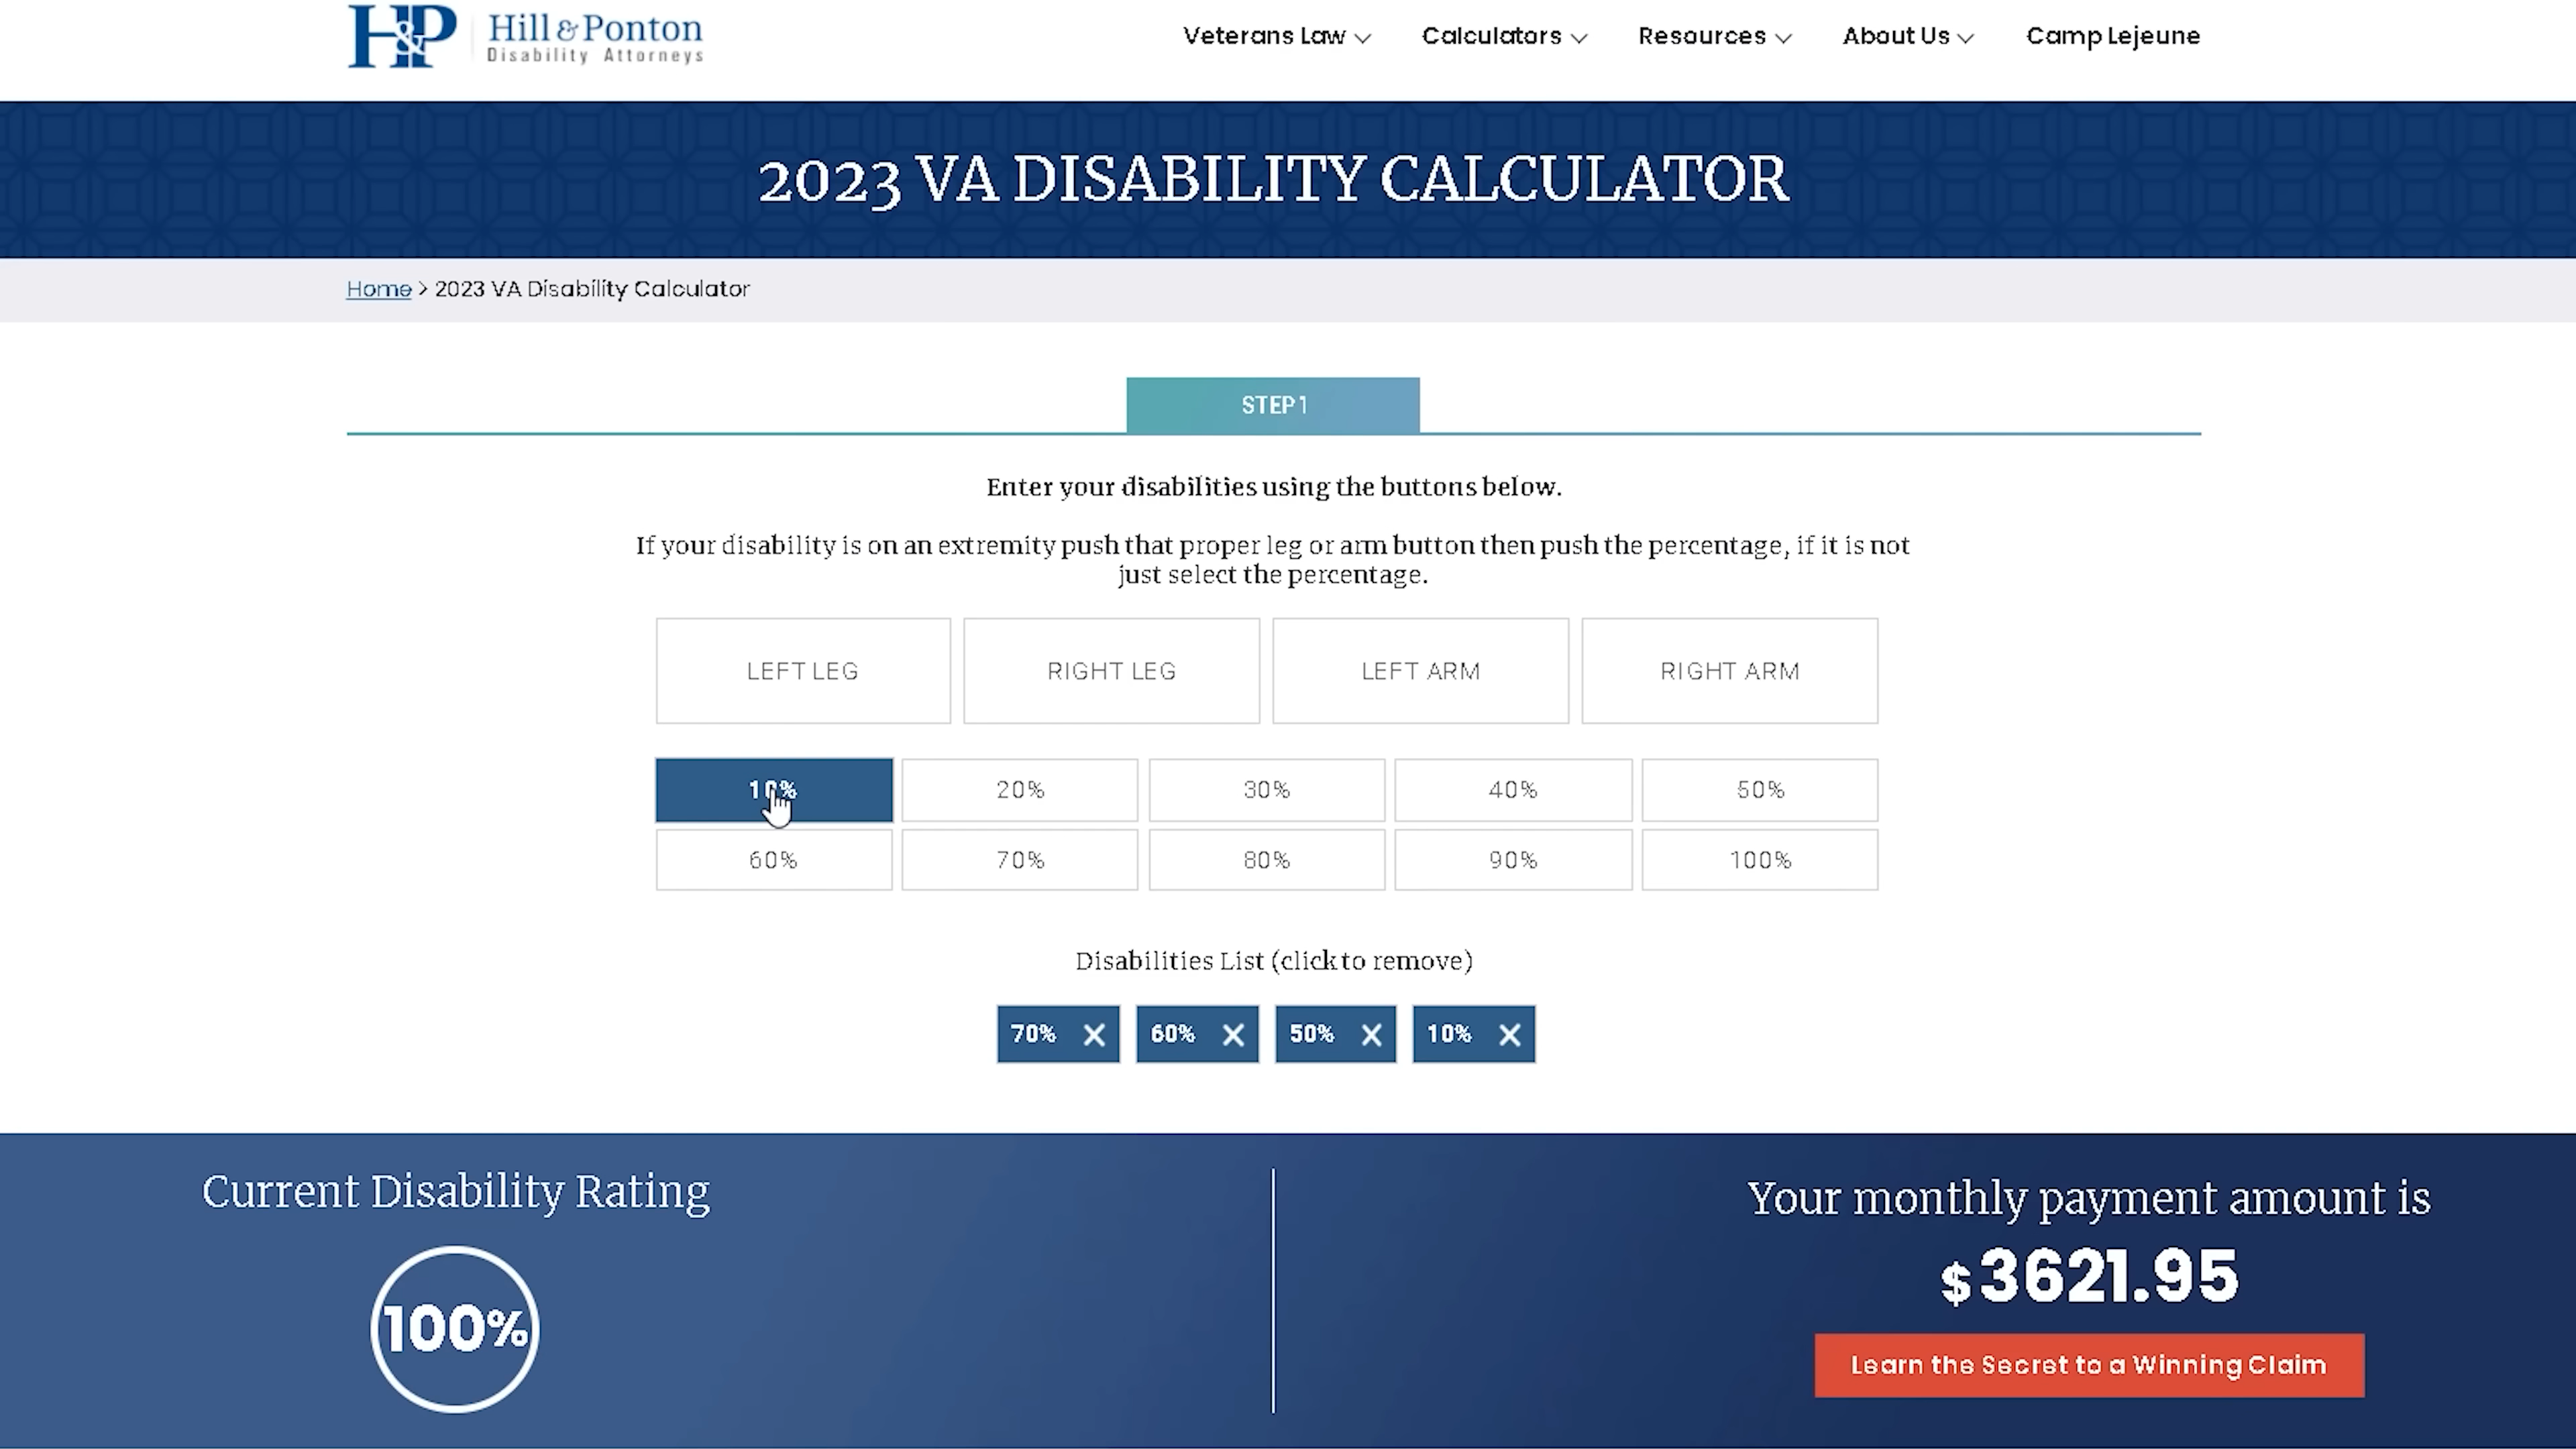 H&P Hill & Ponton
Disability Attorneys
Veterans Law Calculators Resources About Us Camp Lejeune
2023 VA DISABILITY CALCULATOR
Home > 2023 VA Disability Calculator
STEP 1
Enter your disabilities using the buttons below.
If your disability is on an extremity push that proper leg or arm button then push the percentage, if it is not
just select the percentage.
LEFT LEG RIGHT LEG LEFT ARM RIGHT ARM
10% 20% 30% 40% 50%
60% 70% 80% 90% 100%
Disabilities List (click to remove)
70% X 60% X 50% X 10% X
Current Disability Rating
100%
Your monthly payment amount is
$3621.95
Learn the Secret to a Winning Claim